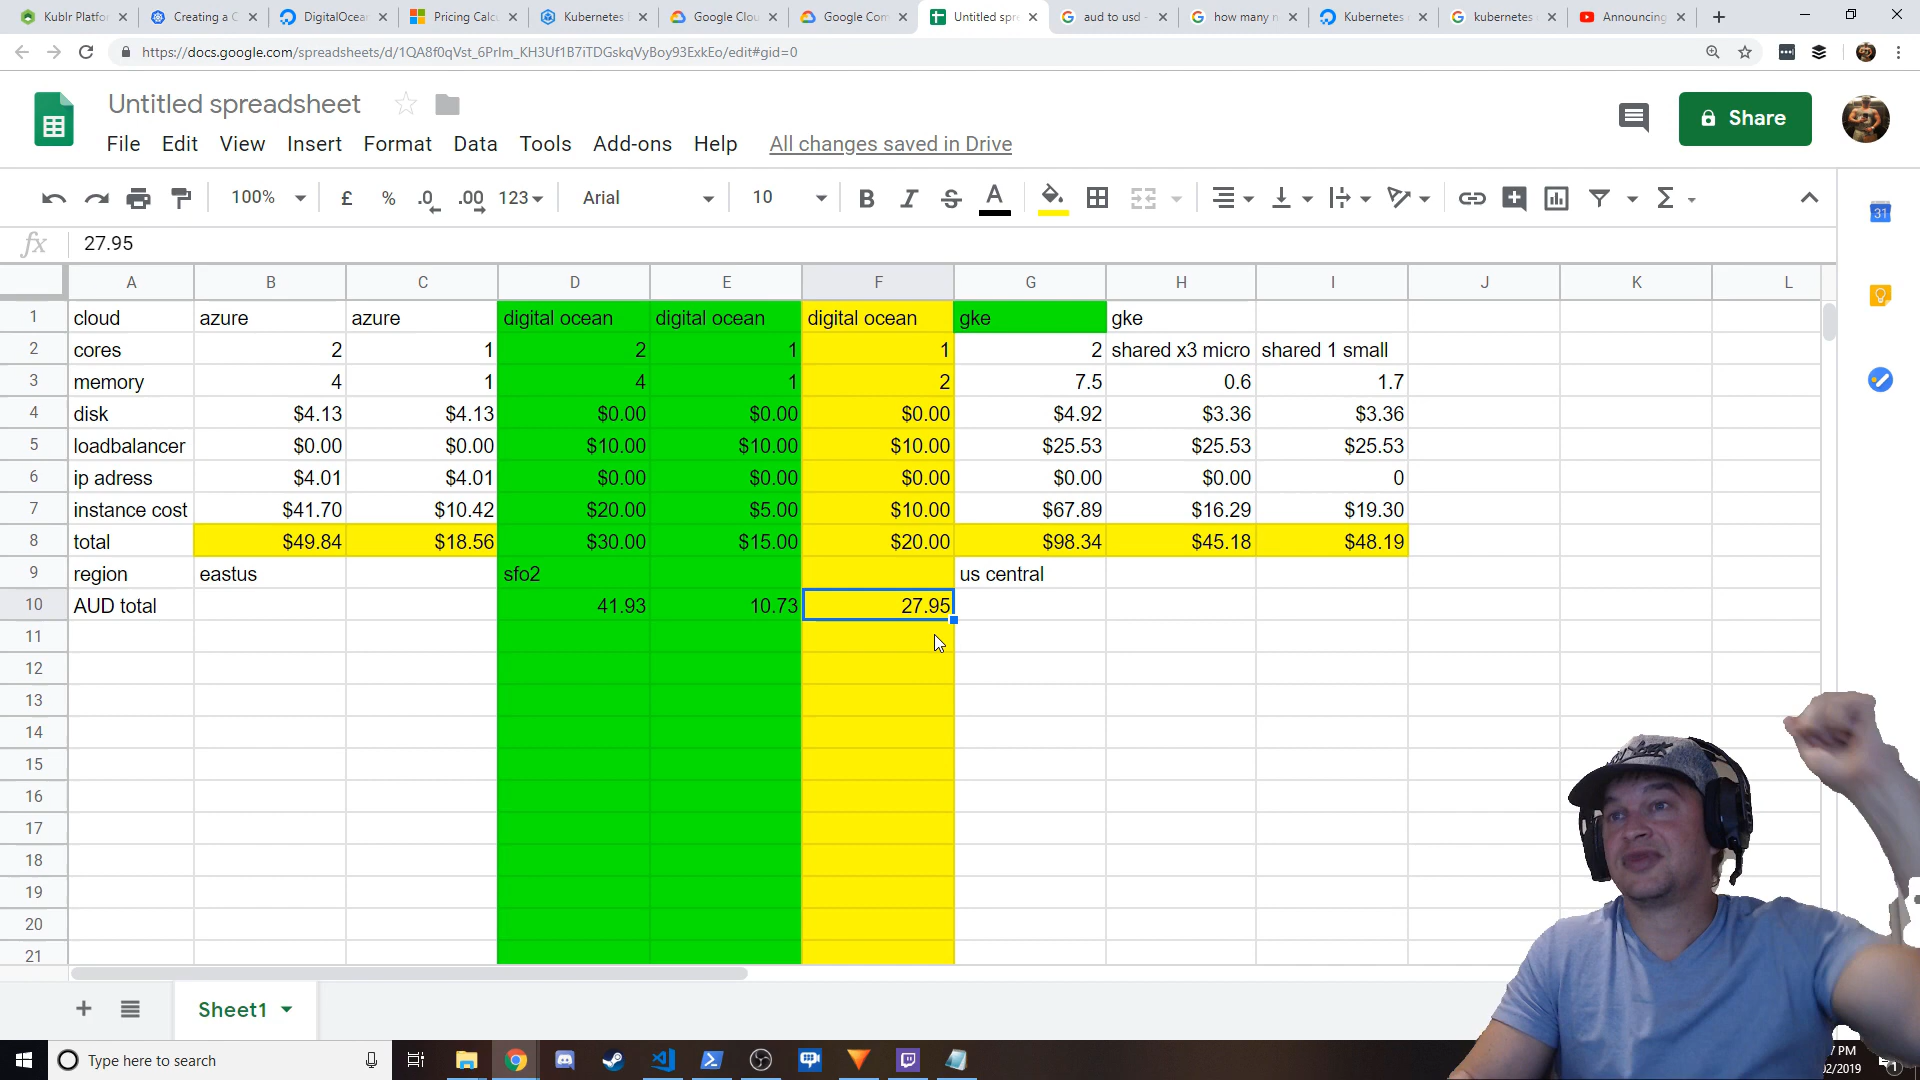 Kublr Platfo
Creating a C
DigitalOcean
Pricing Calc
Kubernetes
Google Clou
Google Com
Untitled spre
aud to usd -
how many
Kubernetes
kubernetes
Announcing
https://docs.google.com/spreadsheets/d/1QA8f0qVst_6PrIm_KH3Uf1B7iTDGskqVyBoy93ExkEo/edit#gid=0
Untitled spreadsheet
Share
File Edit View Insert Format Data Tools Add-ons Help All changes saved in Drive
100% £ % .0 .00 123 Arial 10 B I S A Σ
31
fx 27.95
A B C D E F G H I J K L
1 cloud azure azure digital ocean digital ocean digital ocean gke gke
2 cores 2 1 2 1 1 2 shared x3 micro shared 1 small
3 memory 4 1 4 1 2 7.5 0.6 1.7
4 disk $4.13 $4.13 $0.00 $0.00 $0.00 $4.92 $3.36 $3.36
5 loadbalancer $0.00 $0.00 $10.00 $10.00 $10.00 $25.53 $25.53 $25.53
6 ip adress $4.01 $4.01 $0.00 $0.00 $0.00 $0.00 $0.00 0
7 instance cost $41.70 $10.42 $20.00 $5.00 $10.00 $67.89 $16.29 $19.30
8 total $49.84 $18.56 $30.00 $15.00 $20.00 $98.34 $45.18 $48.19
9 region eastus sfo2 us central
10 AUD total 41.93 10.73 27.95
11
12
13
14
15
16
17
18
19
20
21
Sheet1
Type here to search
7 PM
02/2019
1